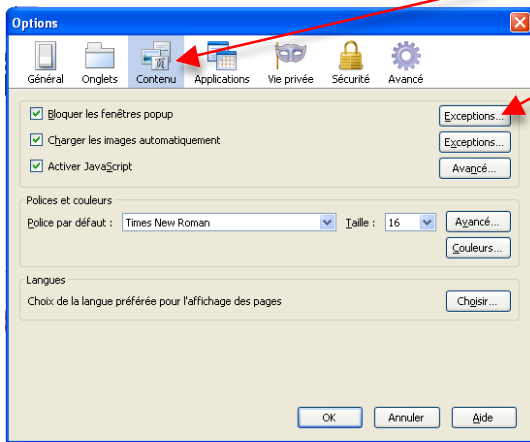 Options
Général Onglets Contenu Applications Vie privée Sécurité Avancé
Bloquer les fenêtres popup Exceptions...
Charger les images automatiquement Exceptions...
Activer JavaScript Avancé...
Polices et couleurs
Police par défaut : Times New Roman Taille : 16 Avancé...
Couleurs...
Langues
Choix de la langue préférée pour l'affichage des pages Choisir...
OK Annuler Aide